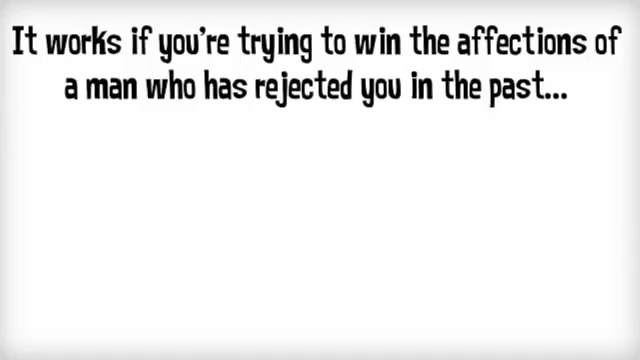 It works if you're trying to win the affections of
a man who has rejected you in the past...